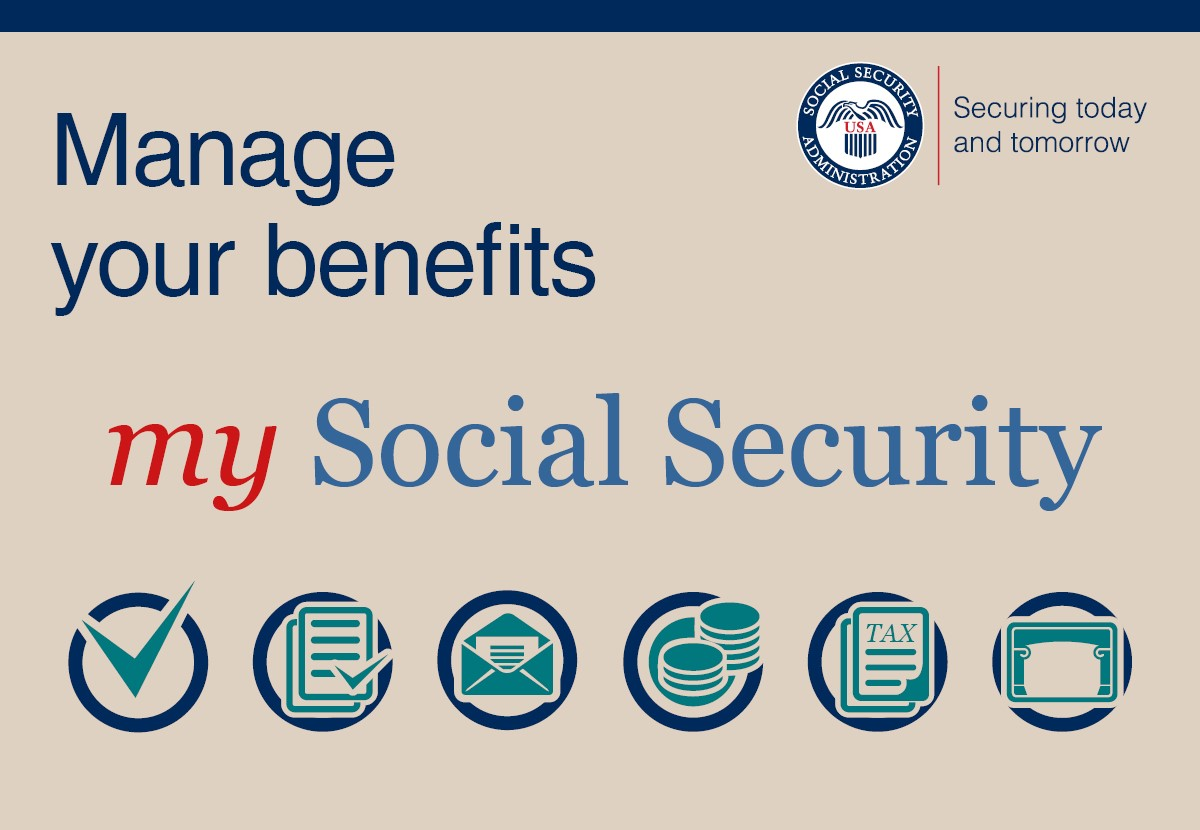 Manage
your benefits
SOCIAL SECURITY
ADMINISTRATION
USA
Securing today
and tomorrow
my Social Security
TAX